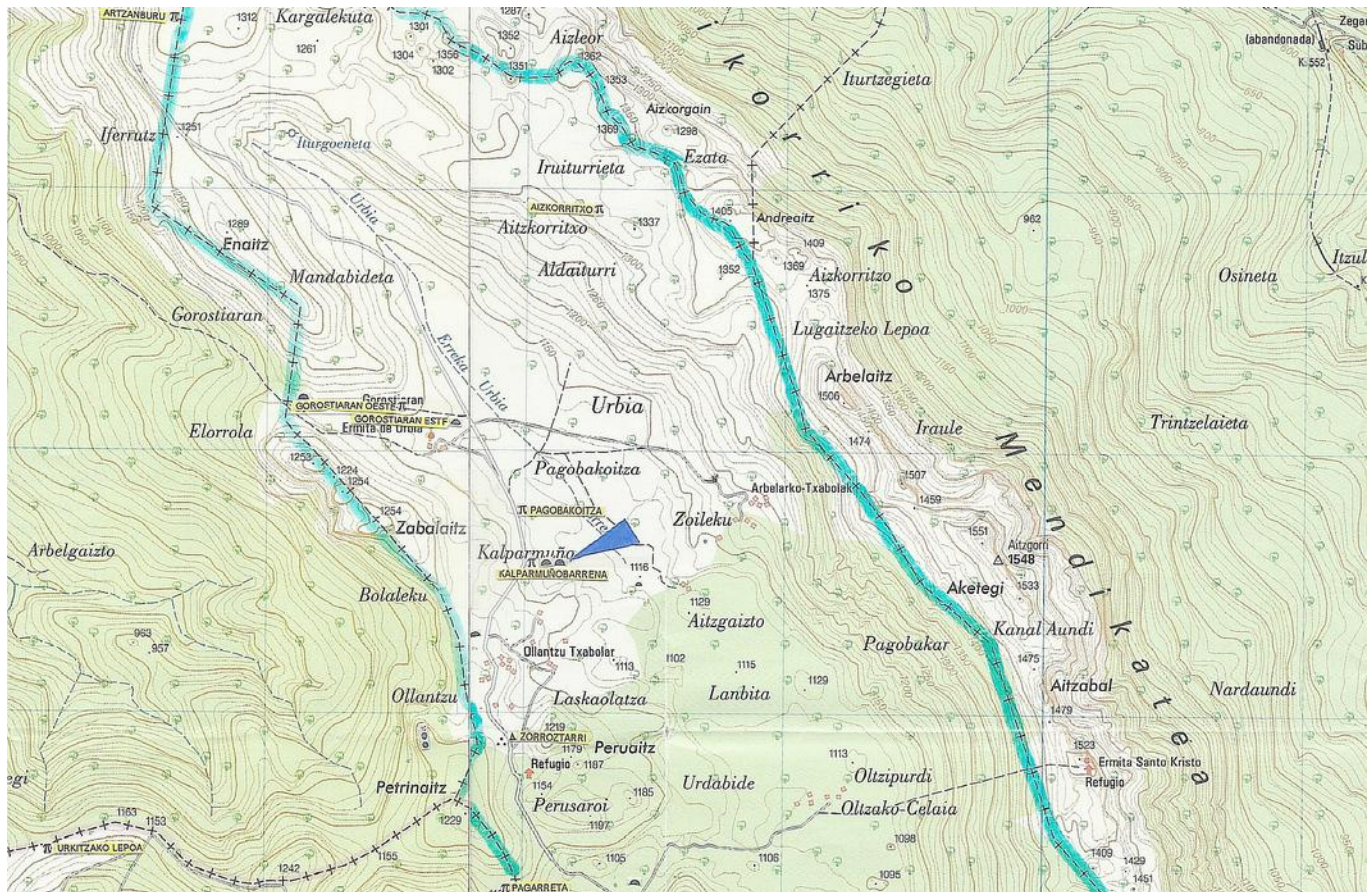 ARTZANBURU π
Kargalekuta
1312
1261
1301
1304
1356
1302
1287
1352
1351
Aizleor
1362
1353
Aizkorgain
1298
1369
Ezata
Iturtzegieta
(abandonada)
K. 552
Iferrutz
1251
Iturgoeneta
Iruiturrieta
Urbia
AIZKORRITXO π
1337
1405
Andreaitz
962
1289
Enaitz
Aitzkorritxo
1409
1369
1352
Aizkorritzo
1375
Osineta
Mandabideta
Aldaiturri
Gorostiaran
Lugaitzeko Lepoa
Erreka
Urbia
Arbelaitz
1506
Urbia
Gorostiaran
GOROSTIARAN OESTE π
GOROSTIARAN ESTE
Ermita de Urbia
Elorrola
Iraule
Trintzelaieta
1474
1253
1224
1254
Pagobakoitza
1507
1459
Arbelarko-Txabolak
1254
π PAGOBAKOITZA
Zoileku
Zabalaitz
1551
Aitzgorri
1548
Arbelgaizto
Kalparmuño
KALPARMUÑOBARRENA
1116
1533
Aketegi
Bolaleku
1129
Aitzgaizto
Kanal Aundi
Pagobakar
963
957
Ollantzu Txabolar
1113
1102
1115
1129
1475
Aitzabal
Nardaundi
Ollantzu
Laskaolatza
Lanbita
1479
ZORROZTARRI
1219
1179
1187
Peruaitz
1113
1523
Ermita Santo Kristo
Refugio
Refugio
Urdabide
Oltzipurdi
Petrinaitz
1154
Perusaroi
1185
Oltzako-Celaia
1163
1153
1229
1197
1098
π URKITZAKO LEPOA
1155
1242
1105
1106
1095
1409
1429
1451
π PAGARRETA
ikorriko Mendikatea